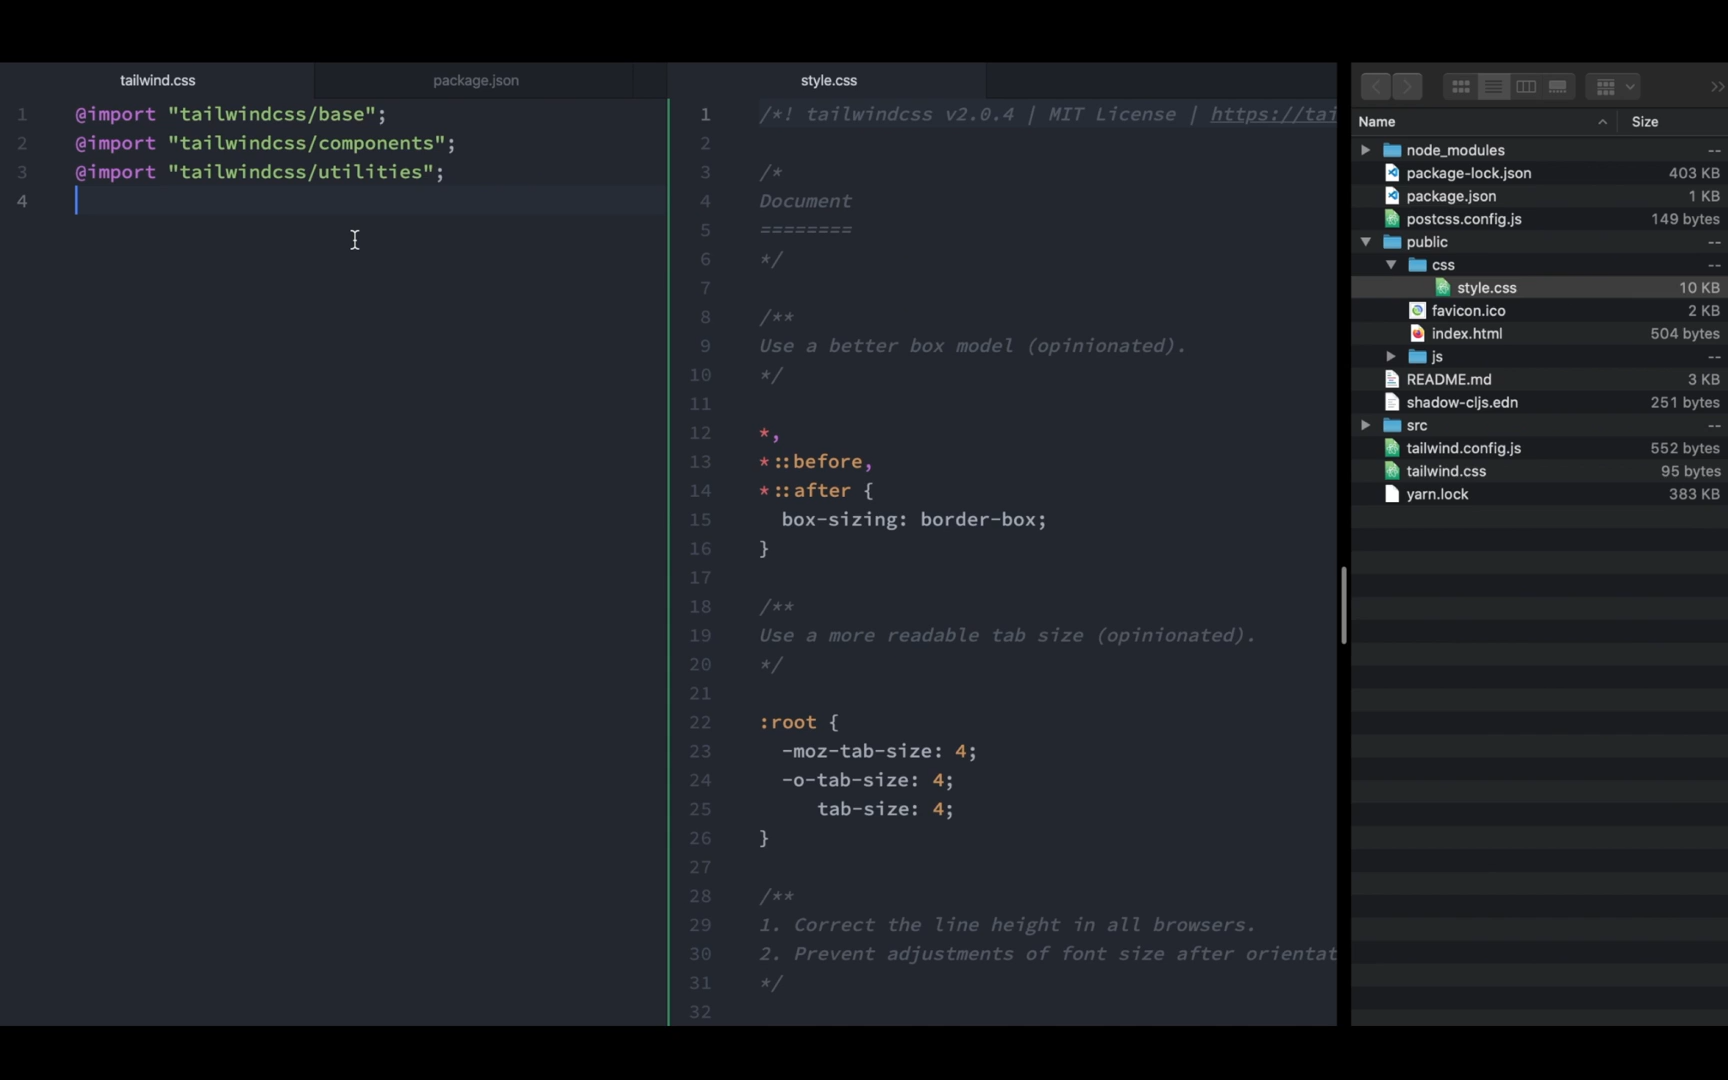 tailwind.css
package.json
1 @import "tailwindcss/base";
2 @import "tailwindcss/components";
3 @import "tailwindcss/utilities";
4
style.css
1 /*! tailwindcss v2.0.4 | MIT License | https://tai
2
3 /*
4 Document
5 ========
6 */
7
8 /**
9 Use a better box model (opinionated).
10 */
11
12 *,
13 *::before,
14 *::after {
15 box-sizing: border-box;
16 }
17
18 /**
19 Use a more readable tab size (opinionated).
20 */
21
22 :root {
23 -moz-tab-size: 4;
24 -o-tab-size: 4;
25 tab-size: 4;
26 }
27
28 /**
29 1. Correct the line height in all browsers.
30 2. Prevent adjustments of font size after orientat
31 */
32
Name Size
node_modules --
package-lock.json 403 KB
package.json 1 KB
postcss.config.js 149 bytes
public --
css --
style.css 10 KB
favicon.ico 2 KB
index.html 504 bytes
js --
README.md 3 KB
shadow-cljs.edn 251 bytes
src --
tailwind.config.js 552 bytes
tailwind.css 95 bytes
yarn.lock 383 KB